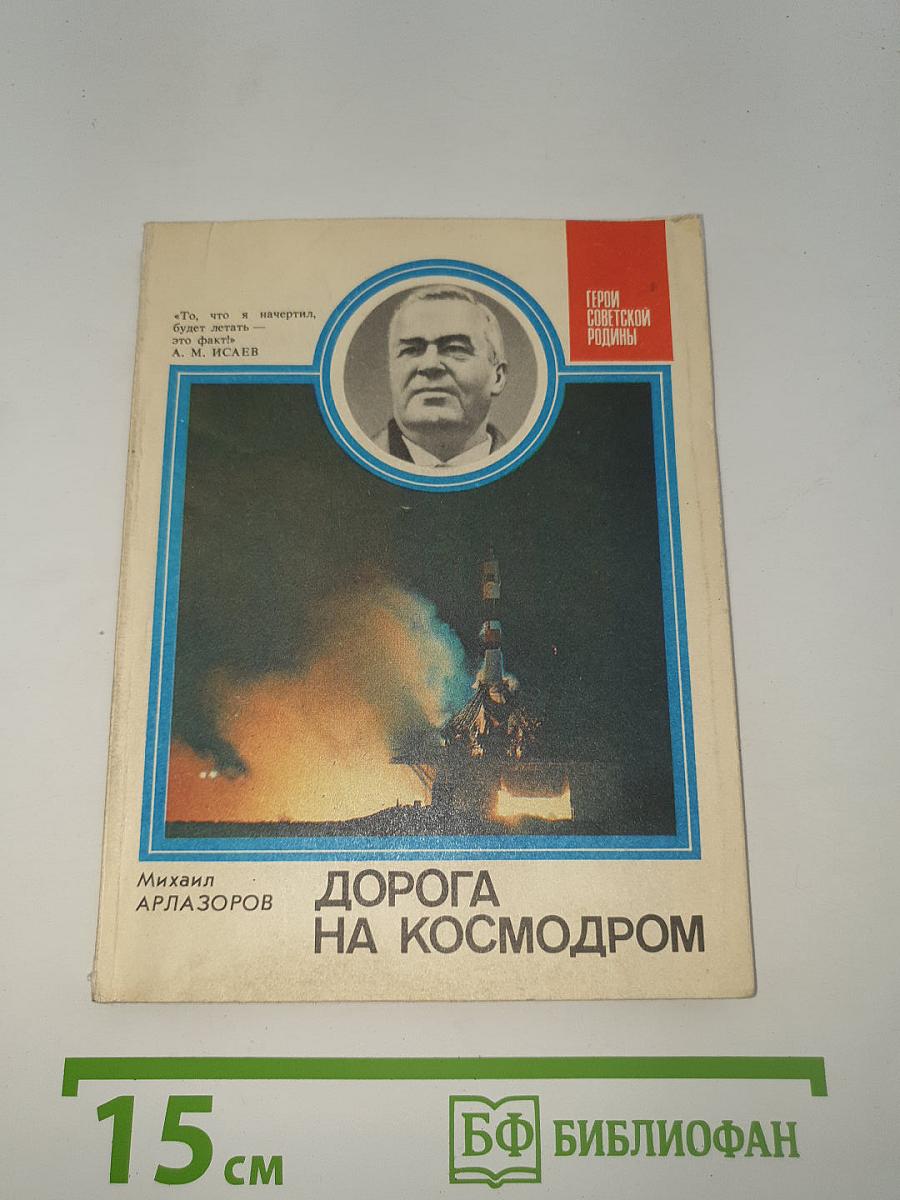 «То, что я начертил,
будет летать —
это факт!»
А. М. ИСАЕВ
ГЕРОИ
СОВЕТСКОЙ
РОДИНЫ
Михаил
АРЛАЗОРОВ
ДОРОГА
НА КОСМОДРОМ
15 см
БФ БИБЛИОФАН